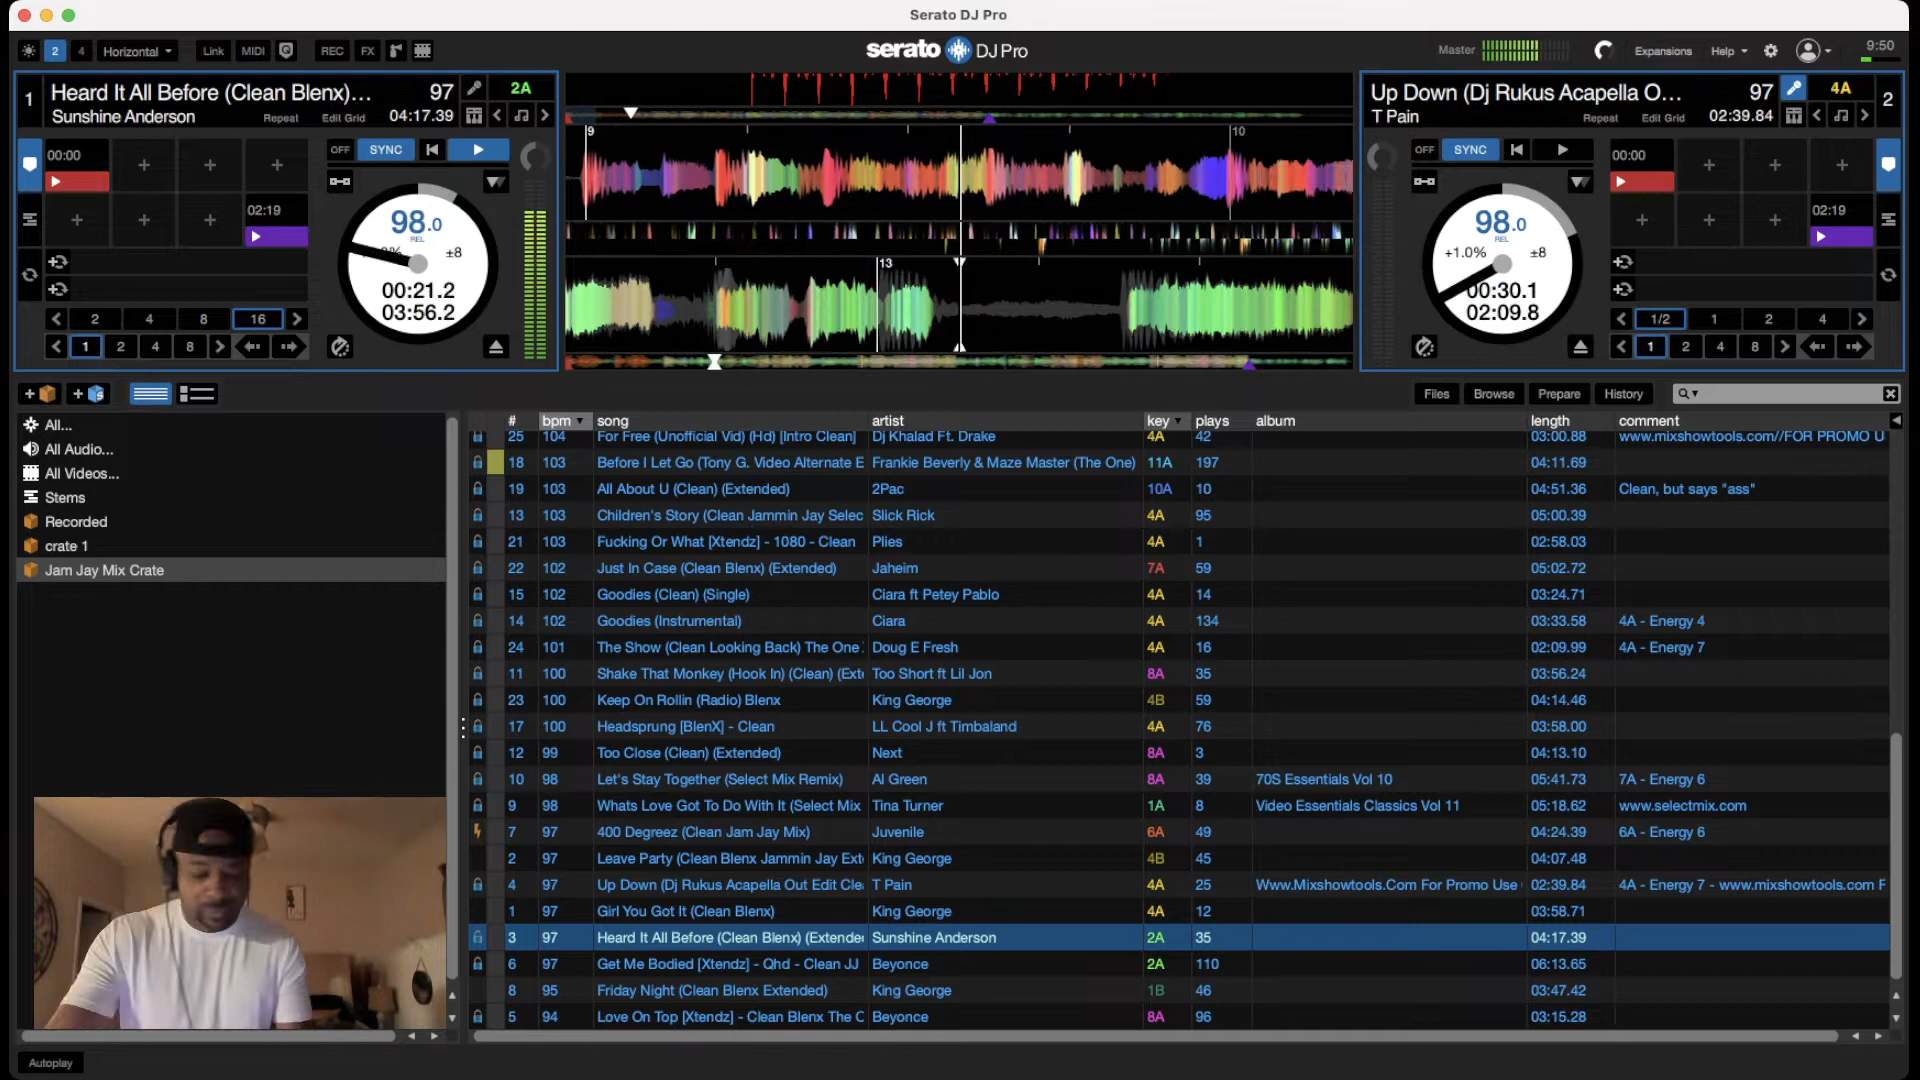 Serato DJ Pro
2 4 Horizontal Link MIDI REC FX serato DJ Pro Master Expansions Help 9:50
1 Heard It All Before (Clean Blenx)... 97 2A
Sunshine Anderson Repeat Edit Grid 04:17.39
00:00 OFF SYNC
02:19
98.0
REL
±8
00:21.2
03:56.2
2 4 8 16
1 2 4 8
9 10
13
Up Down (Dj Rukus Acapella O... 97 4A 2
T Pain Repeat Edit Grid 02:39.84
OFF SYNC 00:00
02:19
98.0
REL
+1.0% ±8
00:30.1
02:09.8
1/2 1 2 4
1 2 4 8
Files Browse Prepare History
All...
All Audio...
All Videos...
Stems
Recorded
crate 1
Jam Jay Mix Crate
# bpm song artist key plays album length comment
25 104 For Free (Unofficial Vid) (Hd) [Intro Clean] Dj Khalad Ft. Drake 4A 42 03:00.88 www.mixshowtools.com//FOR PROMO U
18 103 Before I Let Go (Tony G. Video Alternate E Frankie Beverly & Maze Master (The One) 11A 197 04:11.69
19 103 All About U (Clean) (Extended) 2Pac 10A 10 04:51.36 Clean, but says "ass"
13 103 Children's Story (Clean Jammin Jay Selec Slick Rick 4A 95 05:00.39
21 103 Fucking Or What [Xtendz] - 1080 - Clean Plies 4A 1 02:58.03
22 102 Just In Case (Clean Blenx) (Extended) Jaheim 7A 59 05:02.72
15 102 Goodies (Clean) (Single) Ciara ft Petey Pablo 4A 14 03:24.71
14 102 Goodies (Instrumental) Ciara 4A 134 03:33.58 4A - Energy 4
24 101 The Show (Clean Looking Back) The One Doug E Fresh 4A 16 02:09.99 4A - Energy 7
11 100 Shake That Monkey (Hook In) (Clean) (Exte Too Short ft Lil Jon 8A 35 03:56.24
23 100 Keep On Rollin (Radio) Blenx King George 4B 59 04:14.46
17 100 Headsprung [BlenX] - Clean LL Cool J ft Timbaland 4A 76 03:58.00
12 99 Too Close (Clean) (Extended) Next 8A 3 04:13.10
10 98 Let's Stay Together (Select Mix Remix) Al Green 8A 39 70S Essentials Vol 10 05:41.73 7A - Energy 6
9 98 Whats Love Got To Do With It (Select Mix Tina Turner 1A 8 Video Essentials Classics Vol 11 05:18.62 www.selectmix.com
7 97 400 Degreez (Clean Jam Jay Mix) Juvenile 6A 49 04:24.39 6A - Energy 6
2 97 Leave Party (Clean Blenx Jammin Jay Ext King George 4B 45 04:07.48
4 97 Up Down (Dj Rukus Acapella Out Edit Cle T Pain 4A 25 Www.Mixshowtools.Com For Promo Use 02:39.84 4A - Energy 7 - www.mixshowtools.com F
1 97 Girl You Got It (Clean Blenx) King George 4A 12 03:58.71
3 97 Heard It All Before (Clean Blenx) (Extende Sunshine Anderson 2A 35 04:17.39
6 97 Get Me Bodied [Xtendz] - Qhd - Clean JJ Beyonce 2A 110 06:13.65
8 95 Friday Night (Clean Blenx Extended) King George 1B 46 03:47.42
5 94 Love On Top [Xtendz] - Clean Blenx The C Beyonce 8A 96 03:15.28
Autoplay